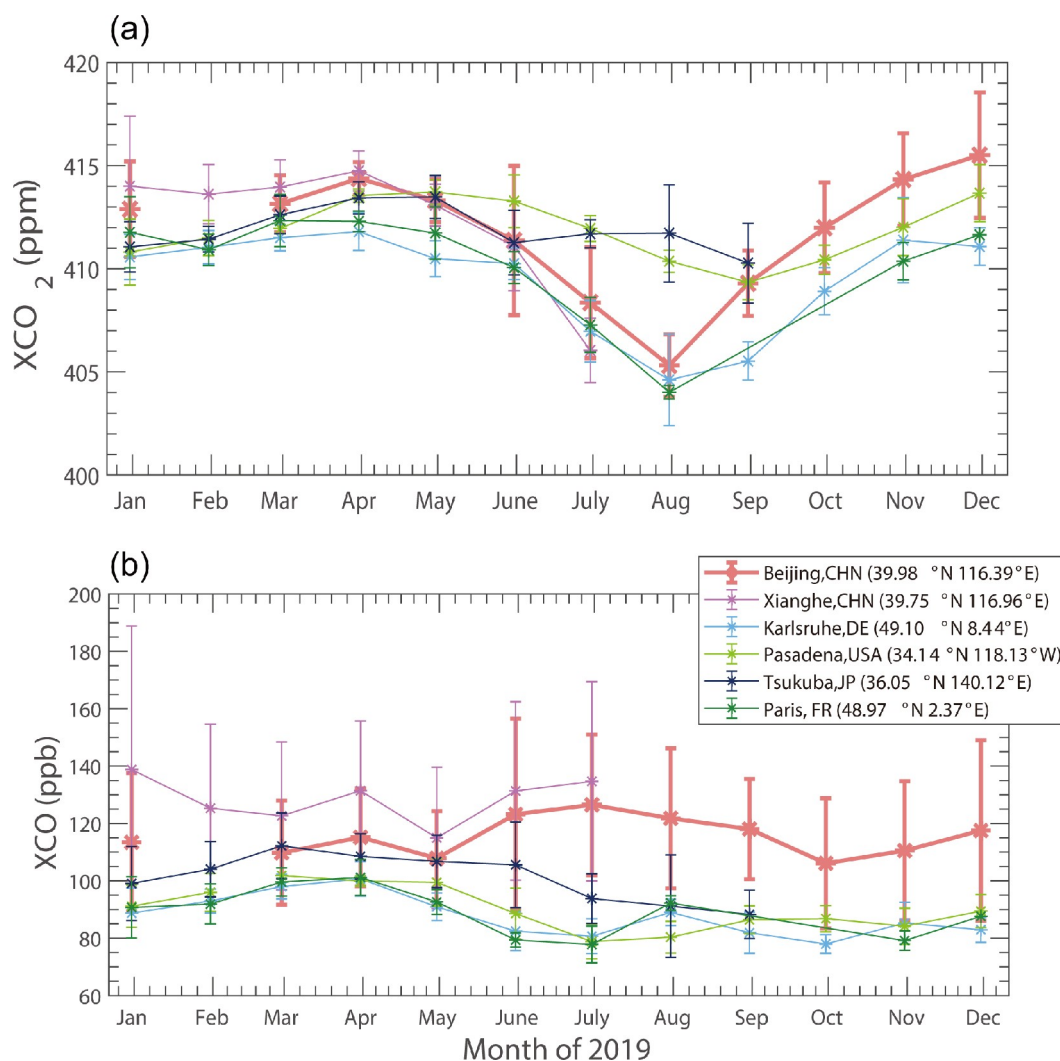 (a)
420
415
410
405
400
XCO 2 (ppm)
Jan Feb Mar Apr May June July Aug Sep Oct Nov Dec
(b)
200
180
160
140
120
100
80
60
XCO (ppb)
Beijing,CHN (39.98 °N 116.39°E)
Xianghe,CHN (39.75 °N 116.96°E)
Karlsruhe,DE (49.10 °N 8.44°E)
Pasadena,USA (34.14 °N 118.13°W)
Tsukuba,JP (36.05 °N 140.12°E)
Paris, FR (48.97 °N 2.37°E)
Jan Feb Mar Apr May June July Aug Sep Oct Nov Dec
Month of 2019